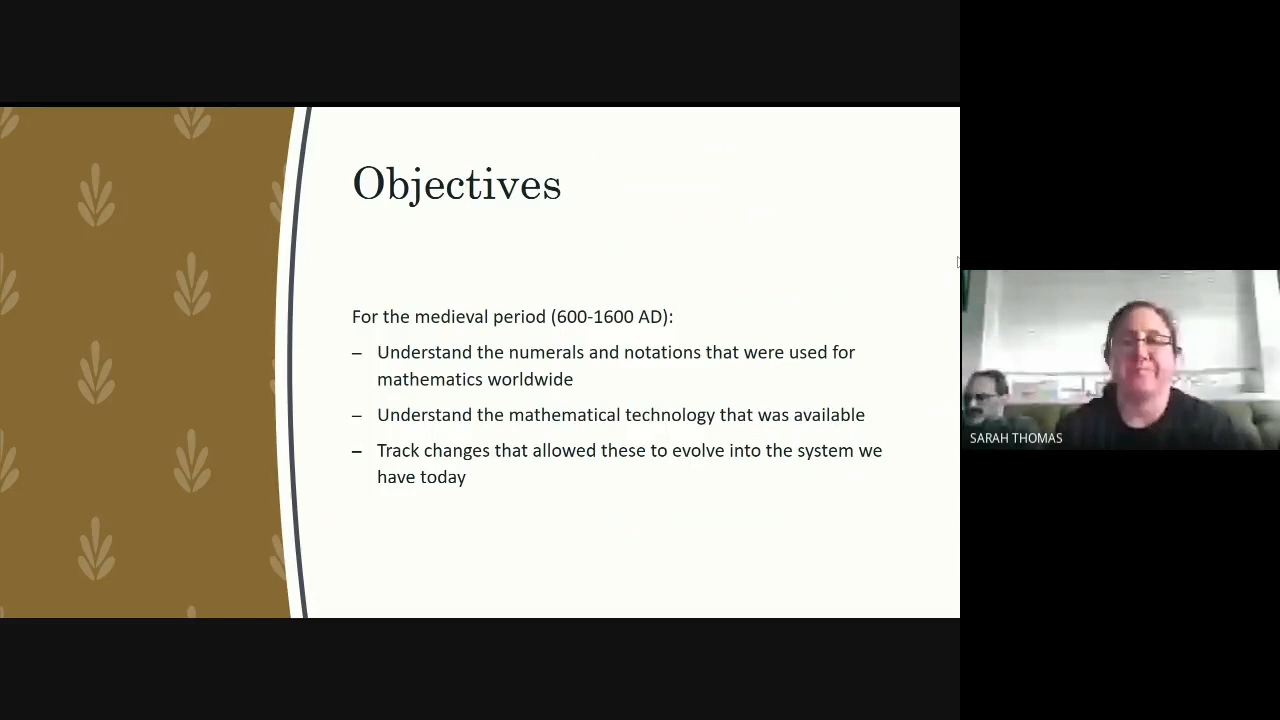 Objectives
For the medieval period (600-1600 AD):
– Understand the numerals and notations that were used for
mathematics worldwide
– Understand the mathematical technology that was available
– Track changes that allowed these to evolve into the system we
have today
SARAH THOMAS